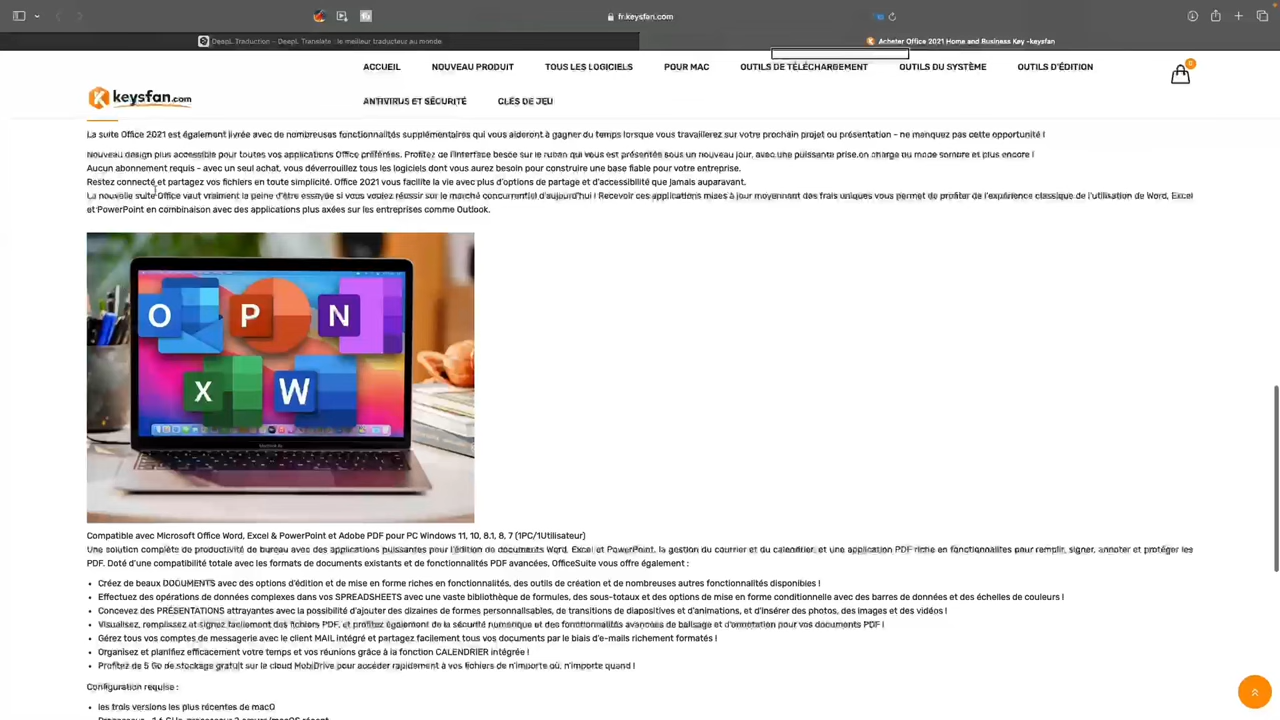 fr.keysfan.com
DeepL Traduction – DeepL Translate : le meilleur traducteur au monde
Acheter Office 2021 Home and Business Key -keysfan
keysfan.com
ACCUEIL NOUVEAU PRODUIT TOUS LES LOGICIELS POUR MAC OUTILS DE TÉLÉCHARGEMENT OUTILS DU SYSTÈME OUTILS D'ÉDITION
0
ANTIVIRUS ET SÉCURITÉ CLÉS DE JEU
La suite Office 2021 est également livrée avec de nombreuses fonctionnalités supplémentaires qui vous aideront à gagner du temps lorsque vous travaillerez sur votre prochain projet ou présentation - ne manquez pas cette opportunité !
Nouveau design plus accessible pour toutes vos applications Office préférées. Profitez de l'interface basée sur le ruban qui vous est présentée sous un nouveau jour, avec une puissante prise en charge du mode sombre et plus encore !
Aucun abonnement requis - avec un seul achat, vous déverrouillez tous les logiciels dont vous aurez besoin pour construire une base fiable pour votre entreprise.
Restez connecté et partagez vos fichiers en toute simplicité. Office 2021 vous facilite la vie avec plus d'options de partage et d'accessibilité que jamais auparavant.
La nouvelle suite Office vaut vraiment la peine d'être essayée si vous voulez réussir sur le marché concurrentiel d'aujourd'hui ! Recevoir ces applications mises à jour moyennant des frais uniques vous permet de profiter de l'expérience classique de l'utilisation de Word, Excel
et PowerPoint en combinaison avec des applications plus axées sur les entreprises comme Outlook.
O P N
X W
MacBook Air
Compatible avec Microsoft Office Word, Excel & PowerPoint et Adobe PDF pour PC Windows 11, 10, 8.1, 8, 7 (1PC/1Utilisateur)
Une solution complète de productivité de bureau avec des applications puissantes pour l'édition de documents Word, Excel et PowerPoint, la gestion du courrier et du calendrier, et une application PDF riche en fonctionnalités pour remplir, signer, annoter et protéger les
PDF. Doté d'une compatibilité totale avec les formats de documents existants et de fonctionnalités PDF avancées, OfficeSuite vous offre également :
• Créez de beaux DOCUMENTS avec des options d'édition et de mise en forme riches en fonctionnalités, des outils de création et de nombreuses autres fonctionnalités disponibles !
• Effectuez des opérations de données complexes dans vos SPREADSHEETS avec une vaste bibliothèque de formules, des sous-totaux et des options de mise en forme conditionnelle avec des barres de données et des échelles de couleurs !
• Concevez des PRÉSENTATIONS attrayantes avec la possibilité d'ajouter des dizaines de formes personnalisables, de transitions de diapositives et d'animations, et d'insérer des photos, des images et des vidéos !
• Visualisez, remplissez et signez facilement des fichiers PDF, et profitez également de la sécurité numérique et des fonctionnalités avancées de balisage et d'annotation pour vos documents PDF !
• Gérez tous vos comptes de messagerie avec le client MAIL intégré et partagez facilement tous vos documents par le biais d'e-mails richement formatés !
• Organisez et planifiez efficacement votre temps et vos réunions grâce à la fonction CALENDRIER intégrée !
• Profitez de 5 Go de stockage gratuit sur le cloud MobiDrive pour accéder rapidement à vos fichiers de n'importe où, n'importe quand !
Configuration requise :
• les trois versions les plus récentes de macO